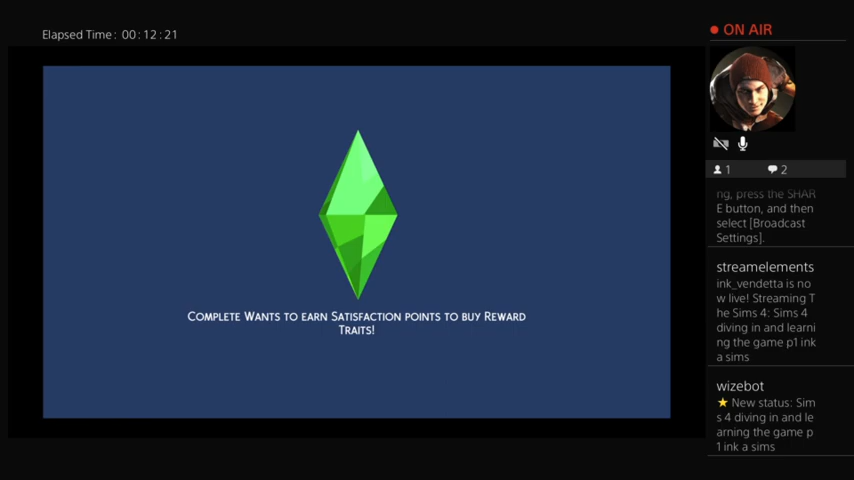 Elapsed Time : 00:12:21
ON AIR
1 2
ng, press the SHAR
E button, and then
select [Broadcast
Settings].
streamelements
ink_vendetta is no
w live! Streaming T
he Sims 4: Sims 4
diving in and learni
ng the game p1 ink
a sims
wizebot
⭐ New status: Sim
s 4 diving in and le
arning the game p
1 ink a sims
Complete Wants to earn Satisfaction points to buy Reward
Traits!